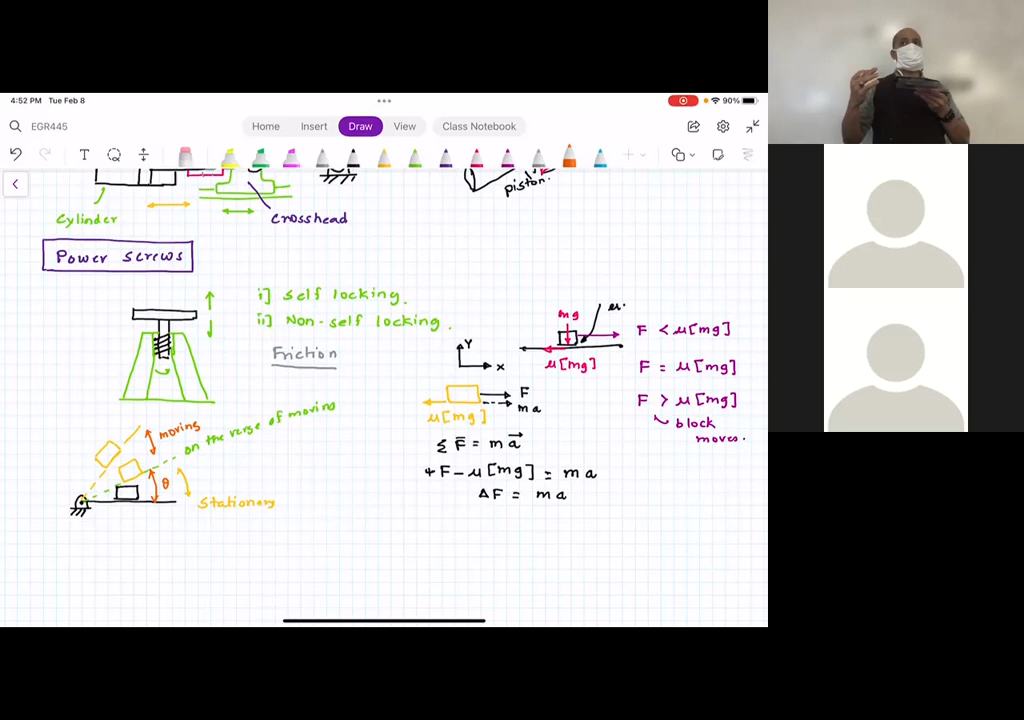 4:52 PM Tue Feb 8
90%
EGR445
Home Insert Draw View Class Notebook
T
piston.
Cylinder
Crosshead
Power screws
i] Self locking.
ii] Non-self locking.
Friction
mg
μ[mg]
F < μ[mg]
F = μ[mg]
F > μ[mg]
block
moves.
Y
X
F
ma
μ[mg]
Σ F = ma
+F - μ[mg] = ma
ΔF = ma
moving
on the verge of moving
θ
Stationery